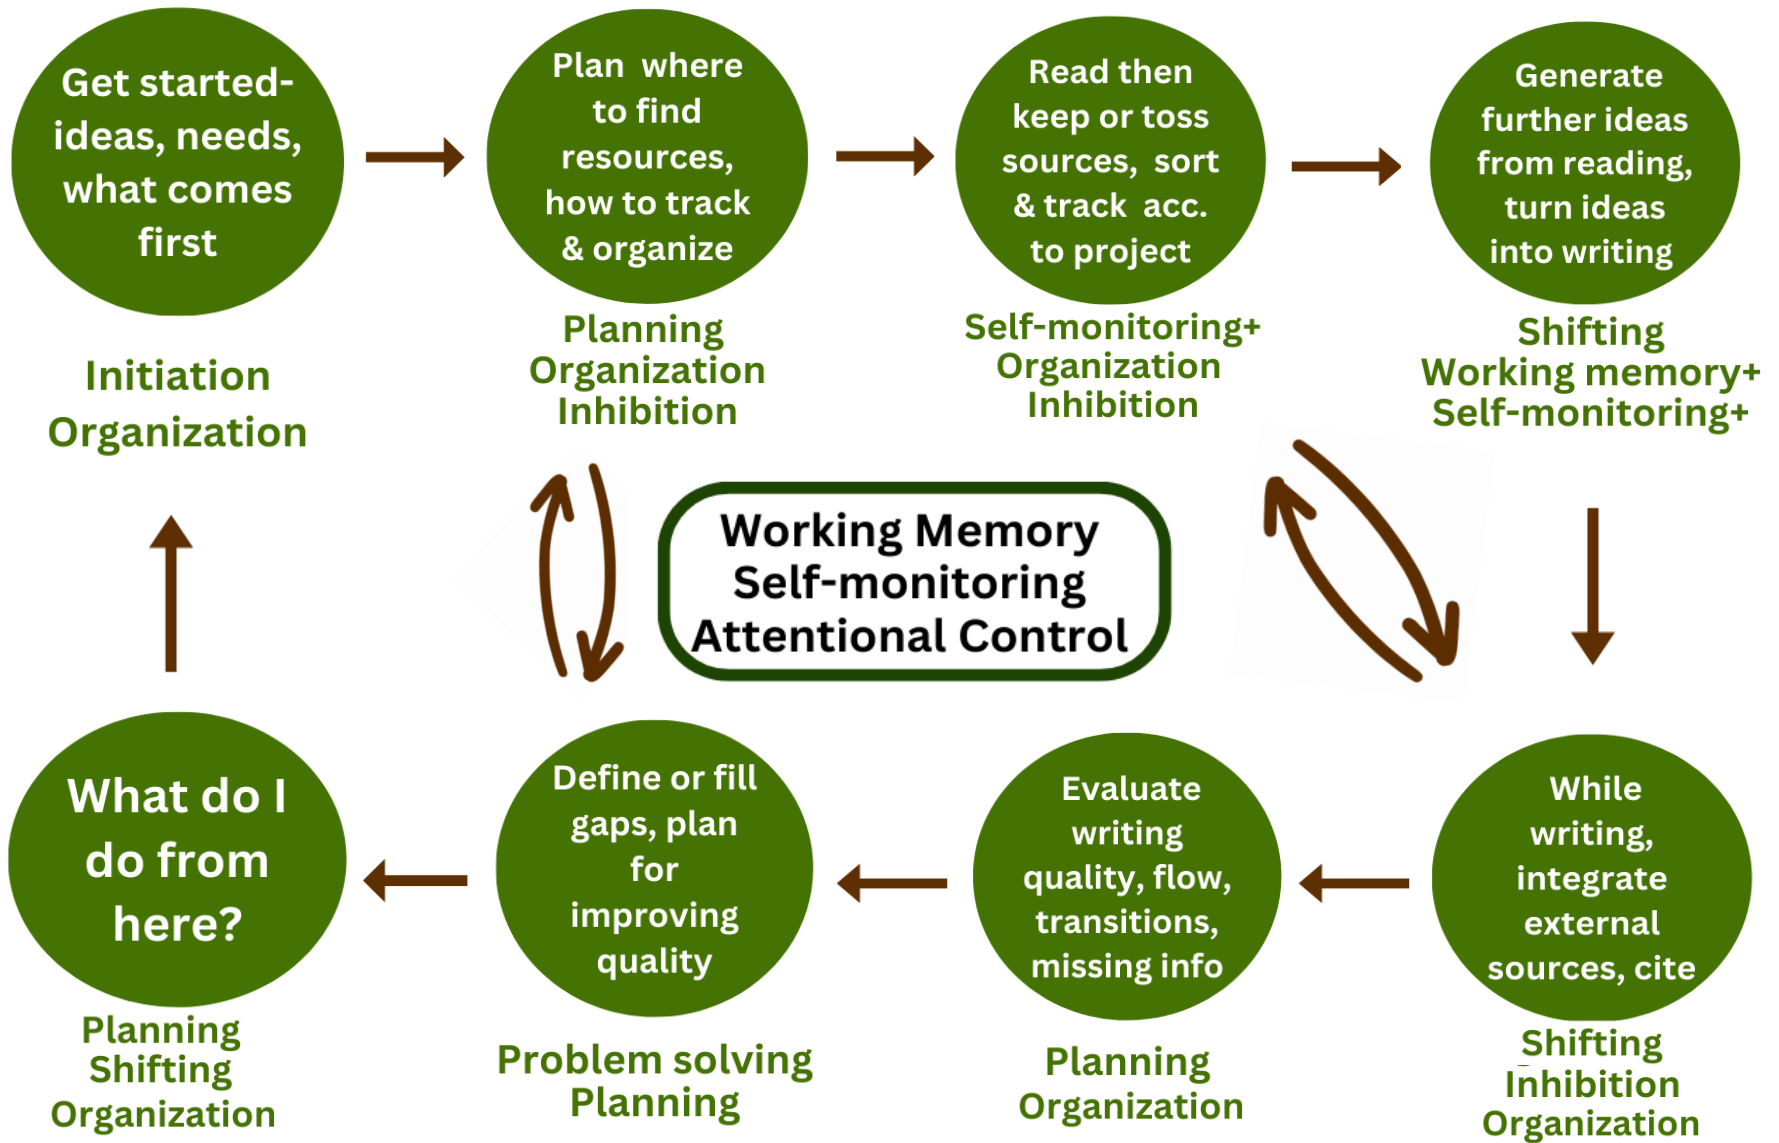 Get started-
ideas, needs,
what comes
first
Initiation
Organization
Plan where
to find
resources,
how to track
& organize
Planning
Organization
Inhibition
Read then
keep or toss
sources, sort
& track acc.
to project
Self-monitoring+
Organization
Inhibition
Generate
further ideas
from reading,
turn ideas
into writing
Shifting
Working memory+
Self-monitoring+
Working Memory
Self-monitoring
Attentional Control
While
writing,
integrate
external
sources, cite
Shifting
Inhibition
Organization
Evaluate
writing
quality, flow,
transitions,
missing info
Planning
Organization
Define or fill
gaps, plan
for
improving
quality
Problem solving
Planning
What do I
do from
here?
Planning
Shifting
Organization